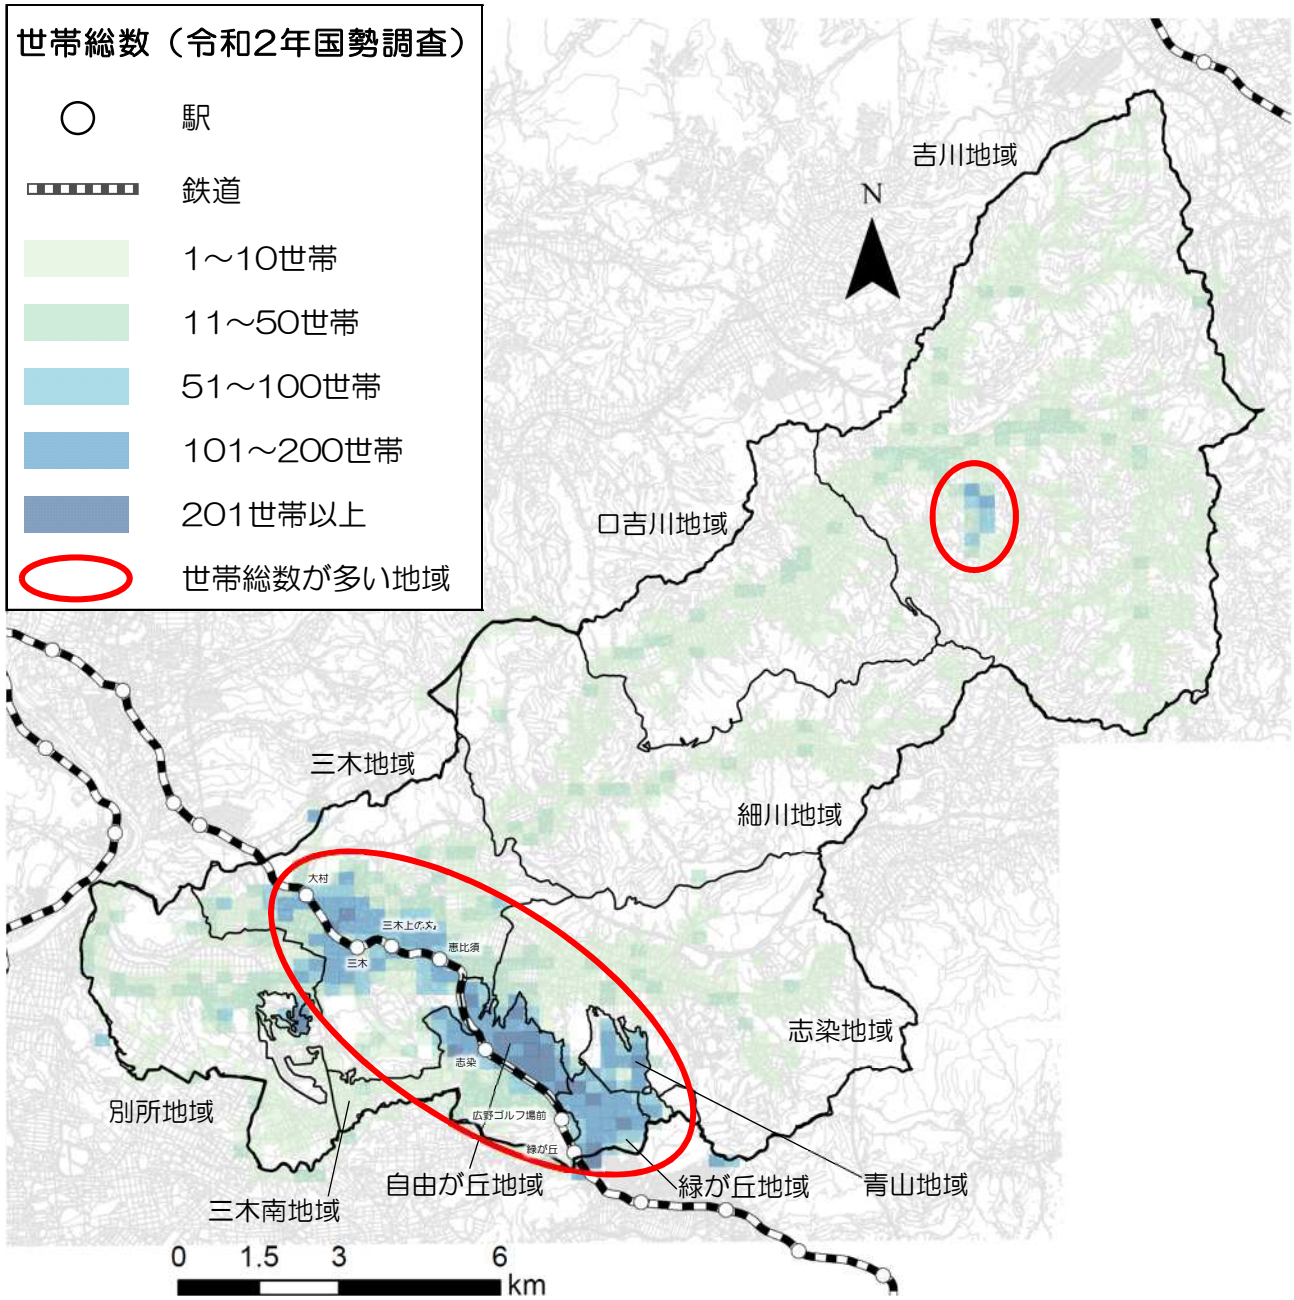 世帯総数（令和2年国勢調査）
駅
鉄道
1～10世帯
11～50世帯
51～100世帯
101～200世帯
201世帯以上
世帯総数が多い地域
吉川地域
N
口吉川地域
三木地域
細川地域
大村
三木上の丸
恵比須
三木
志染地域
志染
別所地域
広野ゴルフ場前
緑が丘
自由が丘地域
緑が丘地域
青山地域
三木南地域
0 1.5 3 6
km